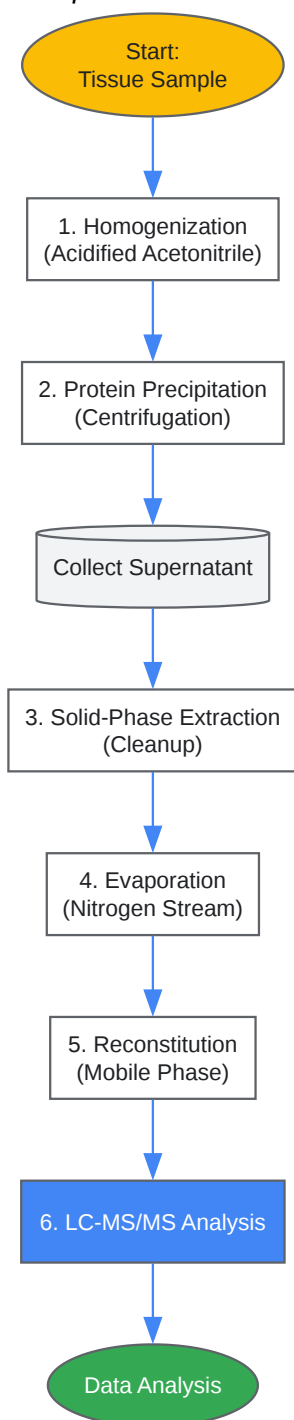 Start:
Tissue Sample
1. Homogenization
(Acidified Acetonitrile)
2. Protein Precipitation
(Centrifugation)
Collect Supernatant
3. Solid-Phase Extraction
(Cleanup)
4. Evaporation
(Nitrogen Stream)
5. Reconstitution
(Mobile Phase)
6. LC-MS/MS Analysis
Data Analysis